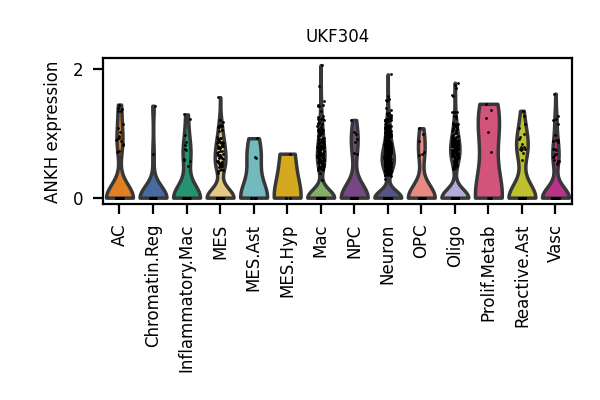 UKF304
ANKH expression
2
0
AC
Chromatin.Reg
Inflammatory.Mac
MES
MES.Ast
MES.Hyp
Mac
NPC
Neuron
OPC
Oligo
Prolif.Metab
Reactive.Ast
Vasc